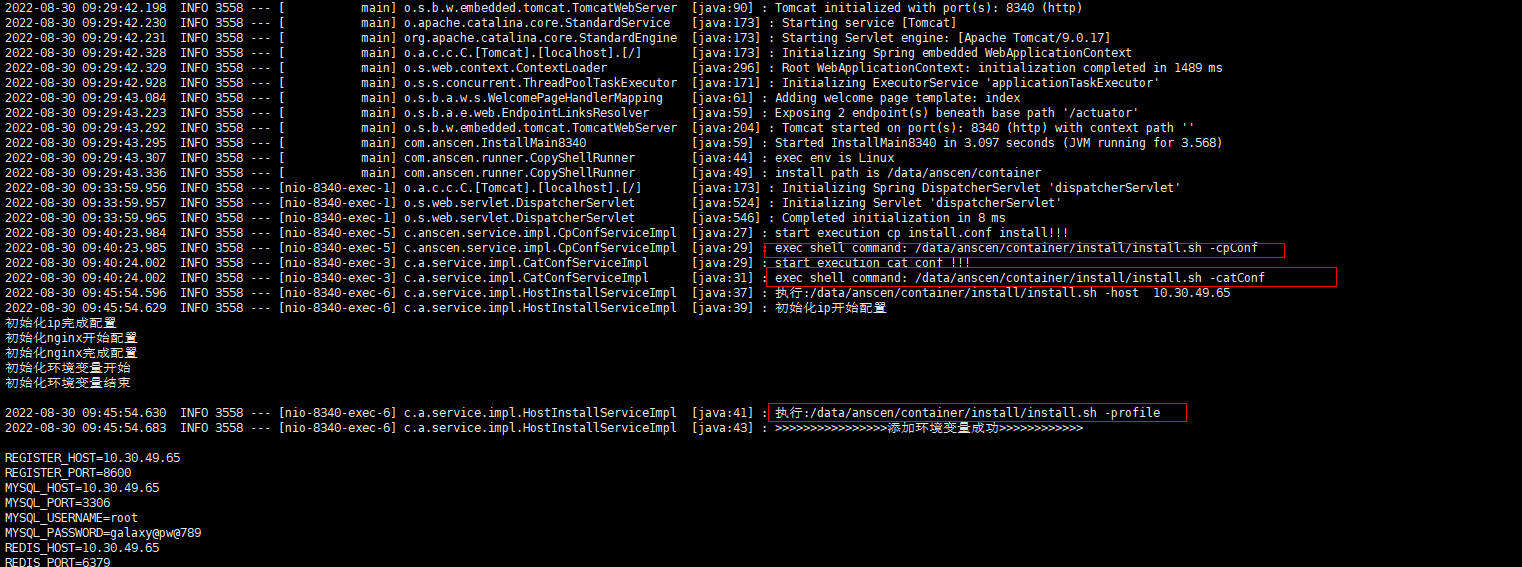 2022-08-30 09:29:42.198  INFO 3558 --- [           main] o.s.b.w.embedded.tomcat.TomcatWebServer  [java:90] : Tomcat initialized with port(s): 8340 (http)
2022-08-30 09:29:42.230  INFO 3558 --- [           main] o.apache.catalina.core.StandardService   [java:173] : Starting service [Tomcat]
2022-08-30 09:29:42.231  INFO 3558 --- [           main] org.apache.catalina.core.StandardEngine  [java:173] : Starting Servlet engine: [Apache Tomcat/9.0.17]
2022-08-30 09:29:42.328  INFO 3558 --- [           main] o.a.c.c.C.[Tomcat].[localhost].[/]       [java:173] : Initializing Spring embedded WebApplicationContext
2022-08-30 09:29:42.329  INFO 3558 --- [           main] o.s.web.context.ContextLoader            [java:296] : Root WebApplicationContext: initialization completed in 1489 ms
2022-08-30 09:29:42.928  INFO 3558 --- [           main] o.s.s.concurrent.ThreadPoolTaskExecutor  [java:171] : Initializing ExecutorService 'applicationTaskExecutor'
2022-08-30 09:29:43.084  INFO 3558 --- [           main] o.s.b.a.w.s.WelcomePageHandlerMapping    [java:61] : Adding welcome page template: index
2022-08-30 09:29:43.223  INFO 3558 --- [           main] o.s.b.a.e.web.EndpointLinksResolver      [java:59] : Exposing 2 endpoint(s) beneath base path '/actuator'
2022-08-30 09:29:43.292  INFO 3558 --- [           main] o.s.b.w.embedded.tomcat.TomcatWebServer  [java:204] : Tomcat started on port(s): 8340 (http) with context path ''
2022-08-30 09:29:43.295  INFO 3558 --- [           main] com.anscen.InstallMain8340               [java:59] : Started InstallMain8340 in 3.097 seconds (JVM running for 3.568)
2022-08-30 09:29:43.307  INFO 3558 --- [           main] com.anscen.runner.CopyShellRunner        [java:44] : exec env is Linux
2022-08-30 09:29:43.336  INFO 3558 --- [           main] com.anscen.runner.CopyShellRunner        [java:49] : install path is /data/anscen/container
2022-08-30 09:33:59.956  INFO 3558 --- [nio-8340-exec-1] o.a.c.c.C.[Tomcat].[localhost].[/]       [java:173] : Initializing Spring DispatcherServlet 'dispatcherServlet'
2022-08-30 09:33:59.957  INFO 3558 --- [nio-8340-exec-1] o.s.web.servlet.DispatcherServlet        [java:524] : Initializing Servlet 'dispatcherServlet'
2022-08-30 09:33:59.965  INFO 3558 --- [nio-8340-exec-1] o.s.web.servlet.DispatcherServlet        [java:546] : Completed initialization in 8 ms
2022-08-30 09:40:23.984  INFO 3558 --- [nio-8340-exec-5] c.anscen.service.impl.CpConfServiceImpl  [java:27] : start execution cp install.conf install!!!
2022-08-30 09:40:23.985  INFO 3558 --- [nio-8340-exec-5] c.anscen.service.impl.CpConfServiceImpl  [java:29] : exec shell command: /data/anscen/container/install/install.sh -cpConf
2022-08-30 09:40:24.002  INFO 3558 --- [nio-8340-exec-3] c.a.service.impl.CatConfServiceImpl      [java:29] : start execution cat conf !!!
2022-08-30 09:40:24.002  INFO 3558 --- [nio-8340-exec-3] c.a.service.impl.CatConfServiceImpl      [java:31] : exec shell command: /data/anscen/container/install/install.sh -catConf
2022-08-30 09:45:54.596  INFO 3558 --- [nio-8340-exec-6] c.a.service.impl.HostInstallServiceImpl  [java:37] : 执行:/data/anscen/container/install/install.sh -host  10.30.49.65
2022-08-30 09:45:54.629  INFO 3558 --- [nio-8340-exec-6] c.a.service.impl.HostInstallServiceImpl  [java:39] : 初始化ip开始配置
初始化ip完成配置
初始化nginx开始配置
初始化nginx完成配置
初始化环境变量开始
初始化环境变量结束
2022-08-30 09:45:54.630  INFO 3558 --- [nio-8340-exec-6] c.a.service.impl.HostInstallServiceImpl  [java:41] : 执行:/data/anscen/container/install/install.sh -profile
2022-08-30 09:45:54.683  INFO 3558 --- [nio-8340-exec-6] c.a.service.impl.HostInstallServiceImpl  [java:43] : >>>>>>>>>>>>>>>>添加环境变量成功>>>>>>>>>>>>
REGISTER_HOST=10.30.49.65
REGISTER_PORT=8600
MYSQL_HOST=10.30.49.65
MYSQL_PORT=3306
MYSQL_USERNAME=root
MYSQL_PASSWORD=galaxy@pw@789
REDIS_HOST=10.30.49.65
REDIS_PORT=6379